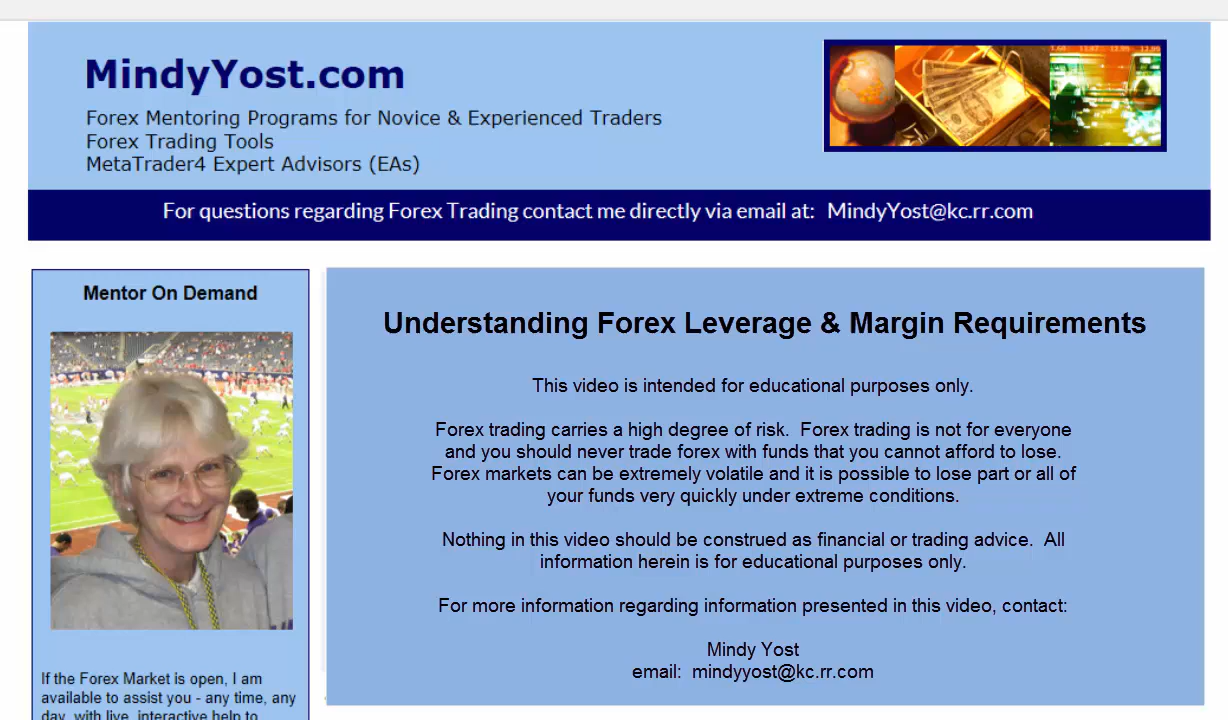 MindyYost.com
Forex Mentoring Programs for Novice & Experienced Traders
Forex Trading Tools
MetaTrader4 Expert Advisors (EAs)
For questions regarding Forex Trading contact me directly via email at: MindyYost@kc.rr.com
Mentor On Demand
If the Forex Market is open, I am
available to assist you - any time, any
day, with live, interactive help to
Understanding Forex Leverage & Margin Requirements
This video is intended for educational purposes only.
Forex trading carries a high degree of risk. Forex trading is not for everyone
and you should never trade forex with funds that you cannot afford to lose.
Forex markets can be extremely volatile and it is possible to lose part or all of
your funds very quickly under extreme conditions.
Nothing in this video should be construed as financial or trading advice. All
information herein is for educational purposes only.
For more information regarding information presented in this video, contact:
Mindy Yost
email: mindyyost@kc.rr.com